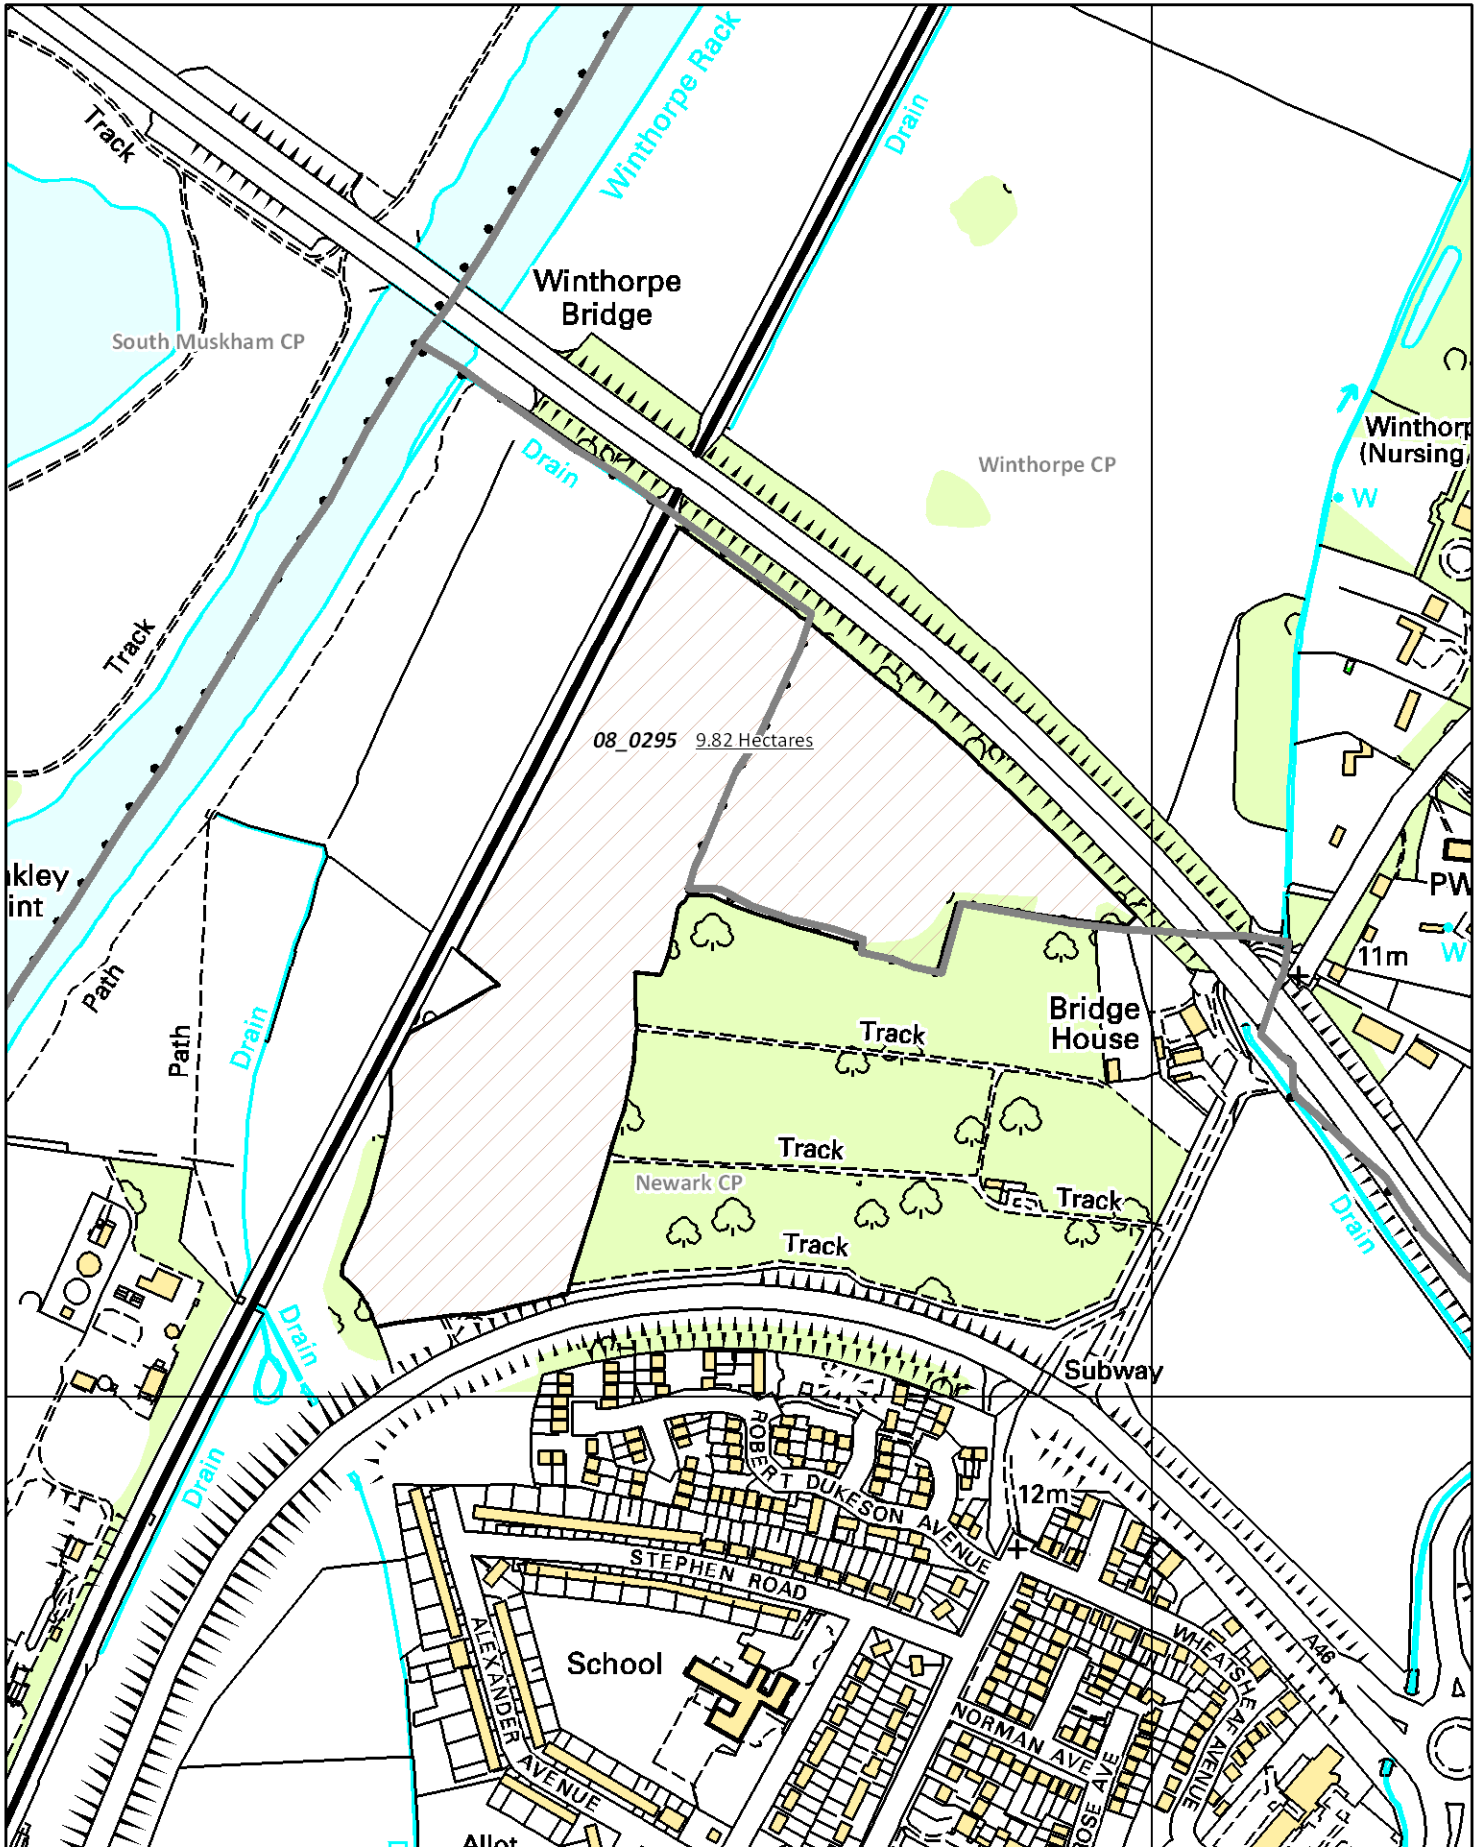 Track
Winthorpe Rack
Drain
Winthorpe
Bridge
South Muskham CP
Winthorp
(Nursing
Drain
Winthorpe CP
W
Track
08_0295 9.82 Hectares
kley
int
PW
W
11m
Path
Path
Drain
Bridge
House
Track
Track
Newark CP
Track
Track
Drain
Drain
Subway
Drain
ROBERT DUKESON AVENUE
12m
STEPHEN ROAD
School
ALEXANDER
AVENUE
WHEATSHEAF AVENUE
A46
NORMAN AVE
OSE AVE
Allot